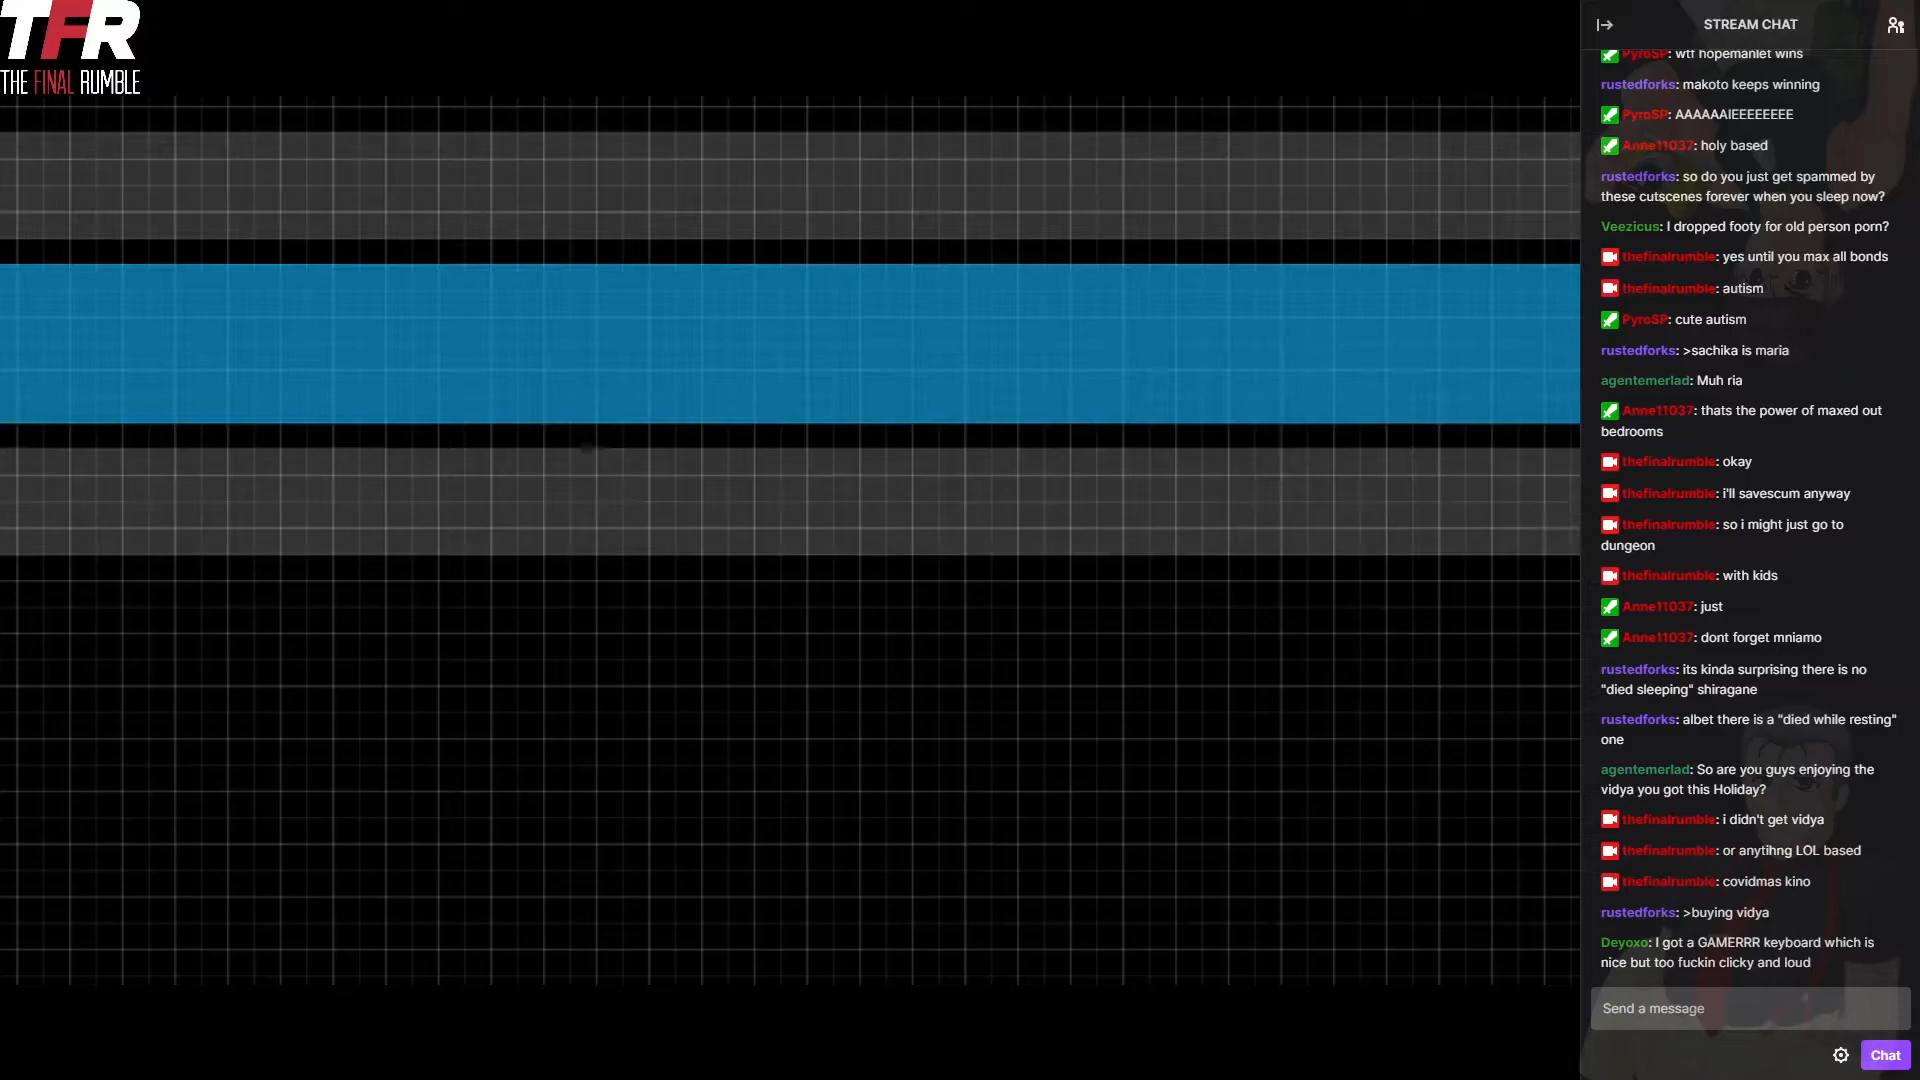 TFR
THE FINAL RUMBLE
STREAM CHAT
PyroSP: wtf hopemanlet wins
rustedforks: makoto keeps winning
PyroSP: AAAAAAIEEEEEEEE
Anne11037: holy based
rustedforks: so do you just get spammed by
these cutscenes forever when you sleep now?
Veezicus: I dropped footy for old person porn?
thefinalrumble: yes until you max all bonds
thefinalrumble: autism
PyroSP: cute autism
rustedforks: >sachika is maria
agentemerlad: Muh ria
Anne11037: thats the power of maxed out
bedrooms
thefinalrumble: okay
thefinalrumble: i'll savescum anyway
thefinalrumble: so i might just go to
dungeon
thefinalrumble: with kids
Anne11037: just
Anne11037: dont forget mniamo
rustedforks: its kinda surprising there is no
"died sleeping" shiragane
rustedforks: albet there is a "died while resting"
one
agentemerlad: So are you guys enjoying the
vidya you got this Holiday?
thefinalrumble: i didn't get vidya
thefinalrumble: or anytihng LOL based
thefinalrumble: covidmas kino
rustedforks: >buying vidya
Deyoxo: I got a GAMERRR keyboard which is
nice but too fuckin clicky and loud
Send a message
Chat